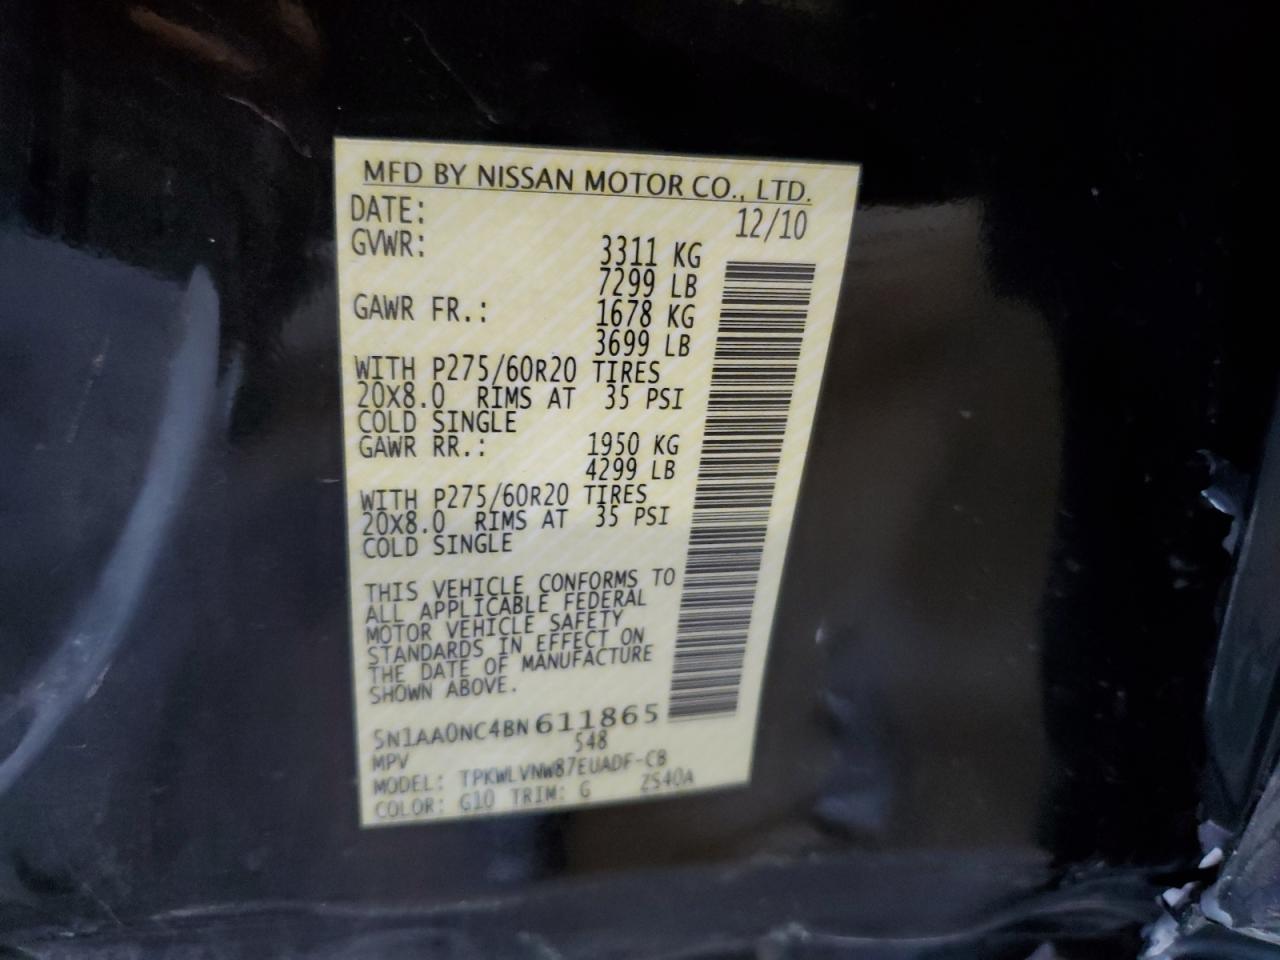 MFD BY NISSAN MOTOR CO., LTD.
DATE: 12/10
GVWR: 3311 KG
7299 LB
GAWR FR.: 1678 KG
3699 LB
WITH P275/60R20 TIRES
20X8.0 RIMS AT 35 PSI
COLD SINGLE
GAWR RR.: 1950 KG
4299 LB
WITH P275/60R20 TIRES
20X8.0 RIMS AT 35 PSI
COLD SINGLE
THIS VEHICLE CONFORMS TO
ALL APPLICABLE FEDERAL
MOTOR VEHICLE SAFETY
STANDARDS IN EFFECT ON
THE DATE OF MANUFACTURE
SHOWN ABOVE.
5N1AA0NC4BN611865
MPV 548
MODEL: TPKWLVNW87EUADF-CB
COLOR: G10 TRIM: G ZS40A